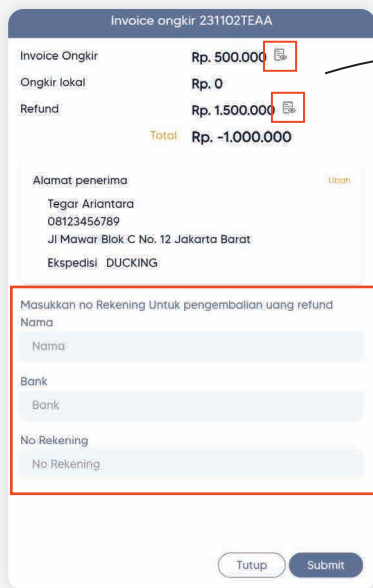 Invoice ongkir 231102TEAA
Invoice Ongkir Rp. 500.000
Ongkir lokal Rp. 0
Refund Rp. 1.500.000
Total Rp. -1.000.000
Alamat penerima Ubah
Tegar Ariantara
08123456789
Jl Mawar Blok C No. 12 Jakarta Barat
Ekspedisi DUCKING
Masukkan no Rekening Untuk pengembalian uang refund
Nama
Nama
Bank
Bank
No Rekening
No Rekening
Tutup Submit